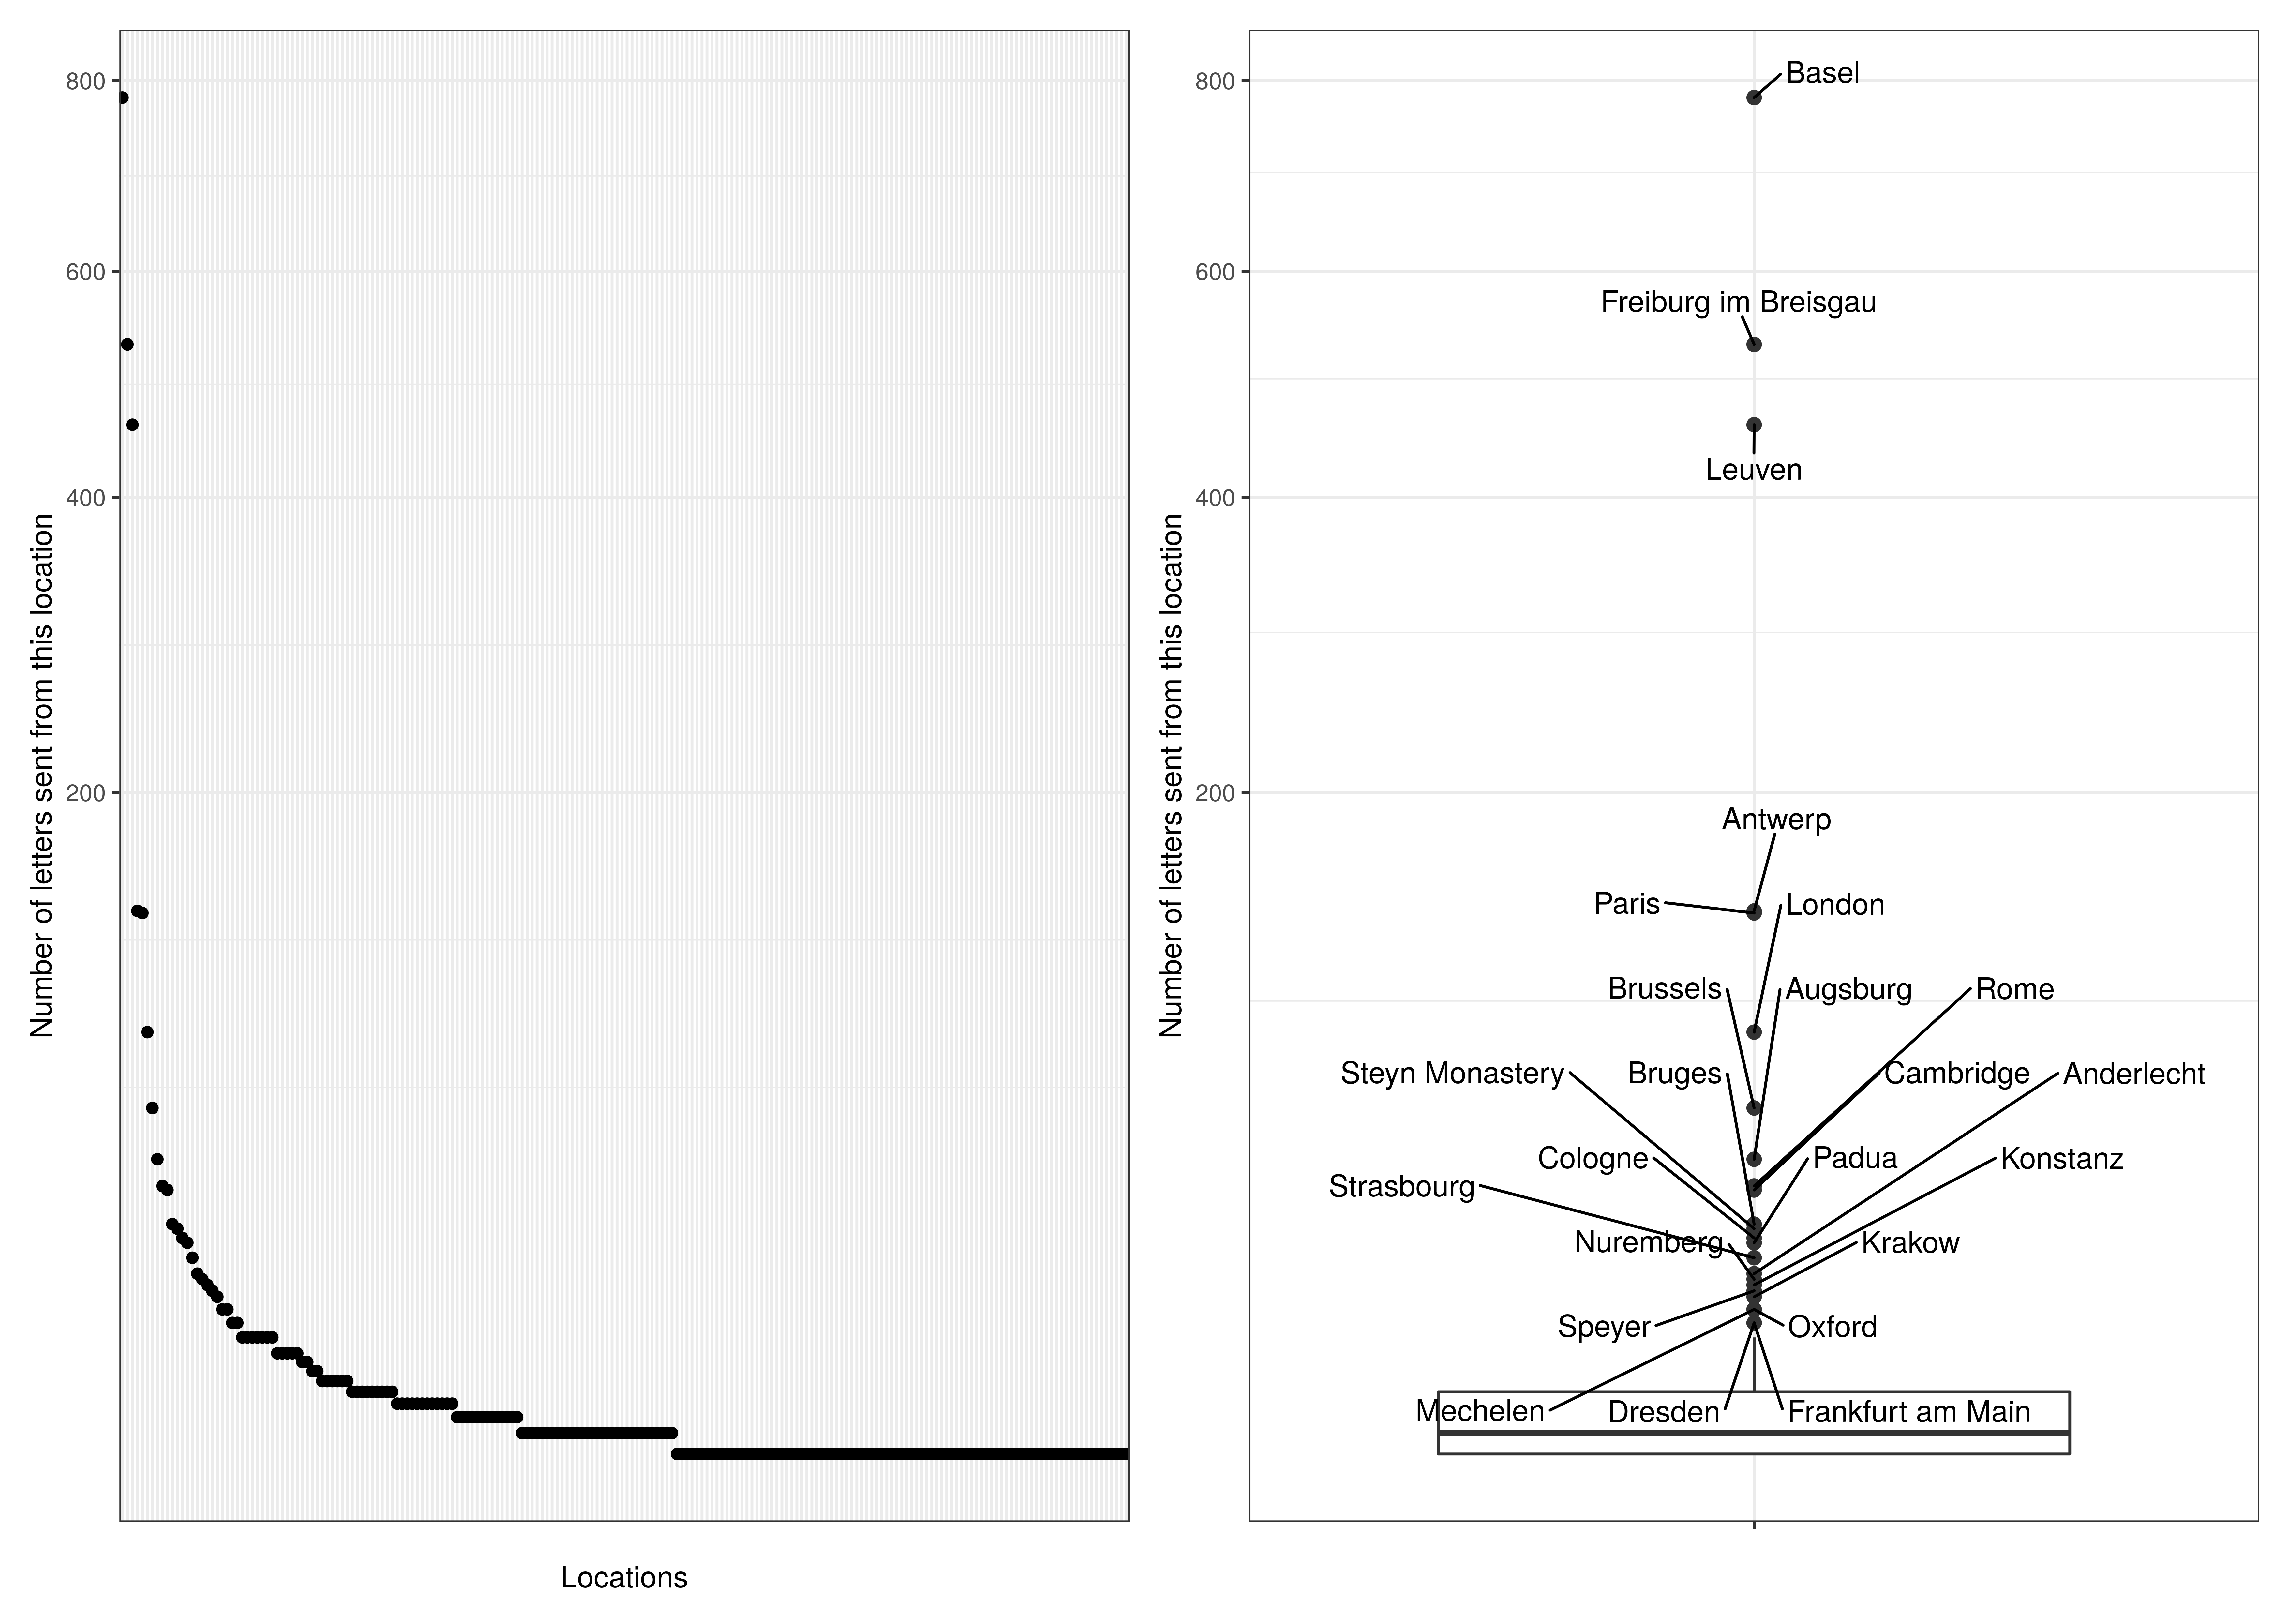 Number of letters sent from this location
800
600
400
200
Locations
Number of letters sent from this location
800
600
400
200
Basel
Freiburg im Breisgau
Leuven
Antwerp
Paris
London
Brussels
Augsburg
Rome
Steyn Monastery
Bruges
Cambridge
Anderlecht
Cologne
Padua
Konstanz
Strasbourg
Nuremberg
Krakow
Speyer
Oxford
Mechelen
Dresden
Frankfurt am Main